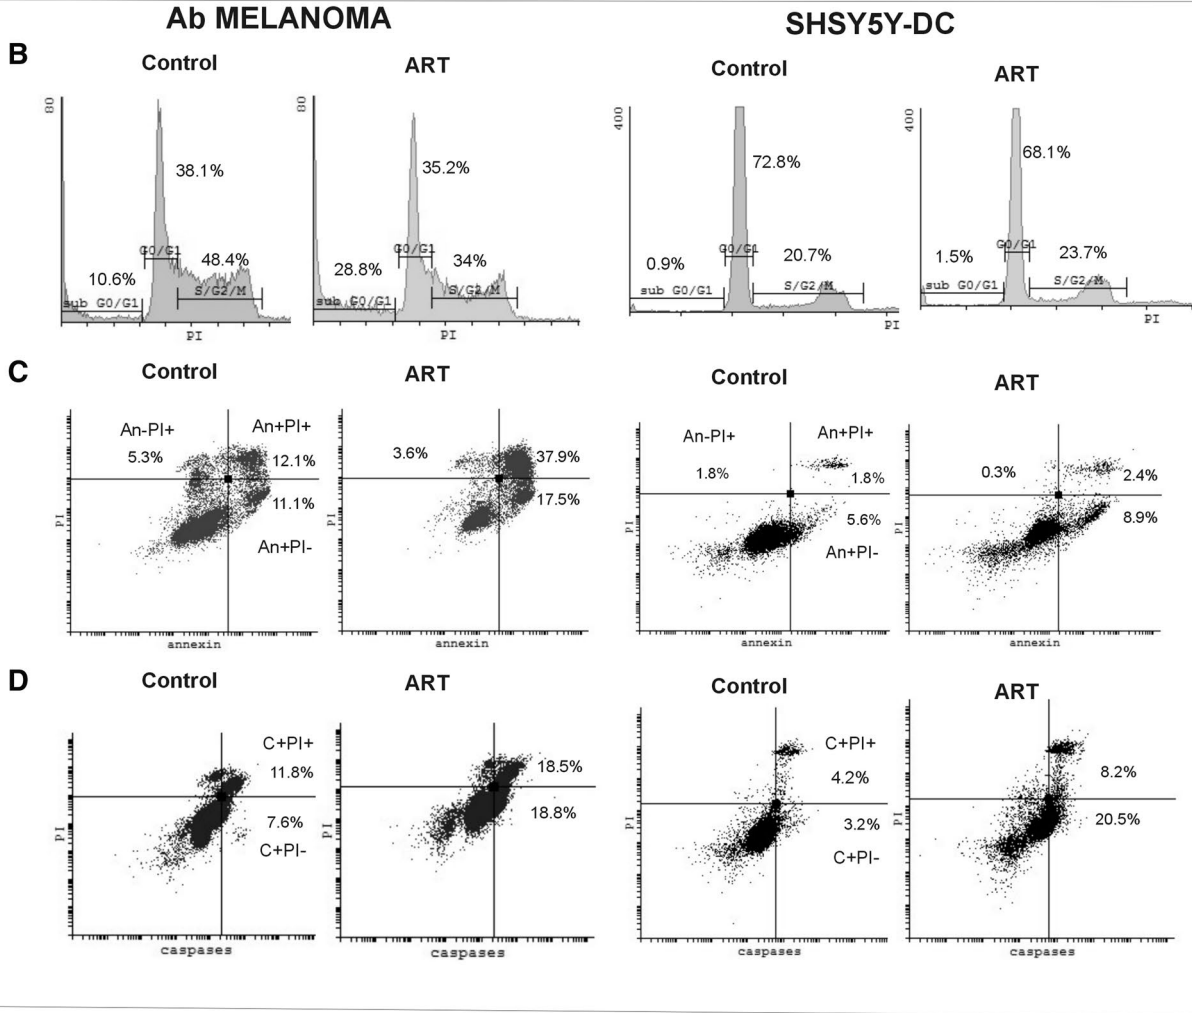 Ab MELANOMA
SHSY5Y-DC
B
Control
ART
Control
ART
80
38.1%
G0/G1
48.4%
10.6%
sub G0/G1
S/G2/M
PI
80
35.2%
G0/G1
34%
28.8%
sub G0/G1
S/G2/M
PI
400
72.8%
G0/G1
20.7%
0.9%
sub G0/G1
S/G2/M
PI
400
68.1%
G0/G1
23.7%
1.5%
sub G0/G1
S/G2/M
PI
C
Control
ART
Control
ART
An-PI+
An+PI+
5.3%
12.1%
11.1%
An+PI-
PI
annexin
3.6%
37.9%
17.5%
PI
annexin
An-PI+
An+PI+
1.8%
1.8%
5.6%
An+PI-
PI
annexin
0.3%
2.4%
8.9%
PI
annexin
D
Control
ART
Control
ART
C+PI+
11.8%
7.6%
C+PI-
PI
caspases
18.5%
18.8%
PI
caspases
C+PI+
4.2%
3.2%
C+PI-
PI
caspases
8.2%
20.5%
PI
caspases